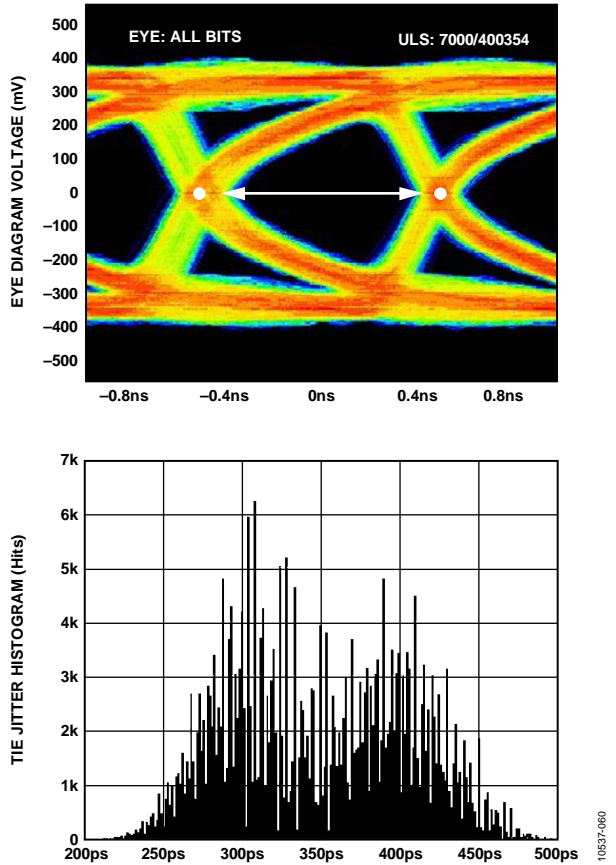 EYE: ALL BITS
ULS: 7000/400354
EYE DIAGRAM VOLTAGE (mV)
500
400
300
200
100
0
–100
–200
–300
–400
–500
–0.8ns –0.4ns 0ns 0.4ns 0.8ns
TIE JITTER HISTOGRAM (Hits)
7k
6k
5k
4k
3k
2k
1k
0
200ps 250ps 300ps 350ps 400ps 450ps 500ps
10537-060